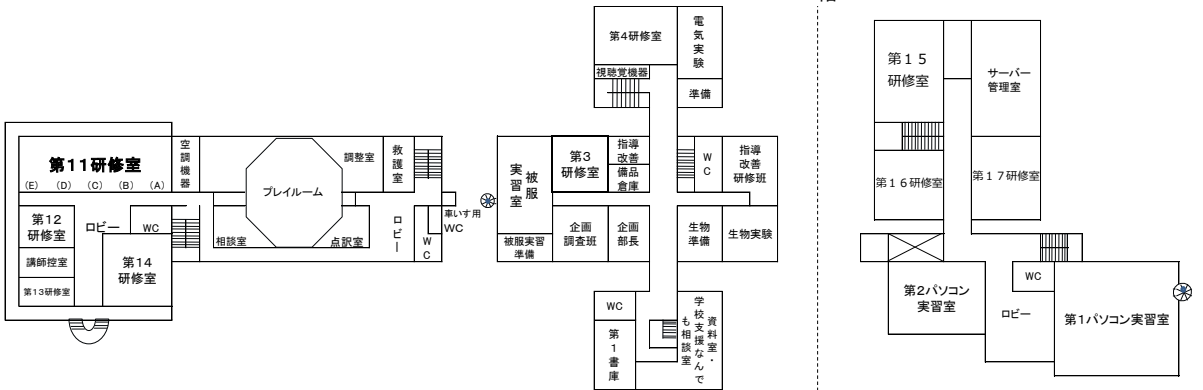 階
第4研修室
電気実験
視聴覚機器
準備
第11研修室
(E) (D) (C) (B) (A)
空調機器
調整室
救護室
プレイルーム
第12
研修室
ロビー
WC
講師控室
第14
研修室
第13研修室
相談室
点訳室
ロビー
WC
車いす用
WC
被服
実習室
第3
研修室
指導
改善
備品
倉庫
WC
指導
改善
研修班
被服実習
準備
企画
調査班
企画
部長
生物
準備
生物実験
WC
第1書庫
資料室・
学校支援なんで
も相談室
第15
研修室
サーバー
管理室
第16研修室
第17研修室
第2パソコン
実習室
ロビー
WC
第1パソコン実習室